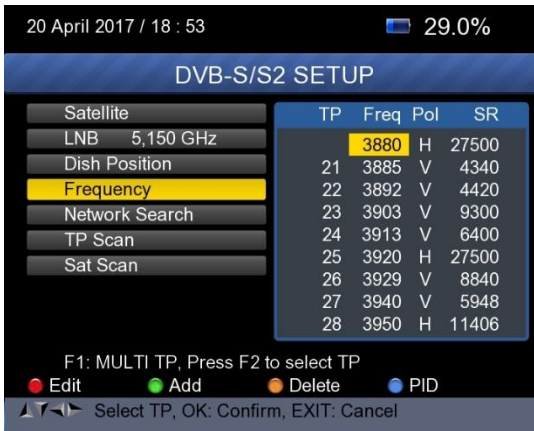 20 April 2017 / 18 : 53 29.0%
DVB-S/S2 SETUP
Satellite
LNB 5,150 GHz
Dish Position
Frequency
Network Search
TP Scan
Sat Scan
TP Freq Pol SR
3880 H 27500
21 3885 V 4340
22 3892 V 4420
23 3903 V 9300
24 3913 V 6400
25 3920 H 27500
26 3929 V 8840
27 3940 V 5948
28 3950 H 11406
F1: MULTI TP, Press F2 to select TP
Edit Add Delete PID
Select TP, OK: Confirm, EXIT: Cancel